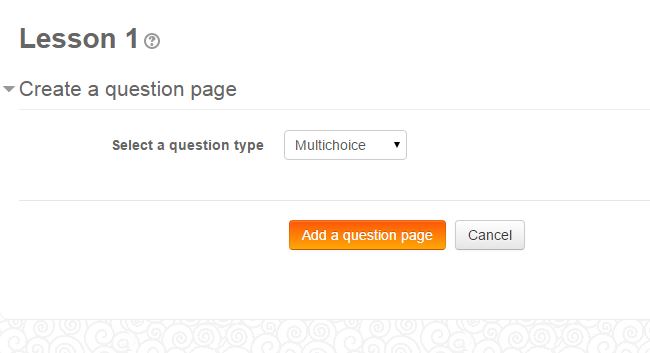 Lesson 1
Create a question page
Select a question type Multichoice
Add a question page Cancel